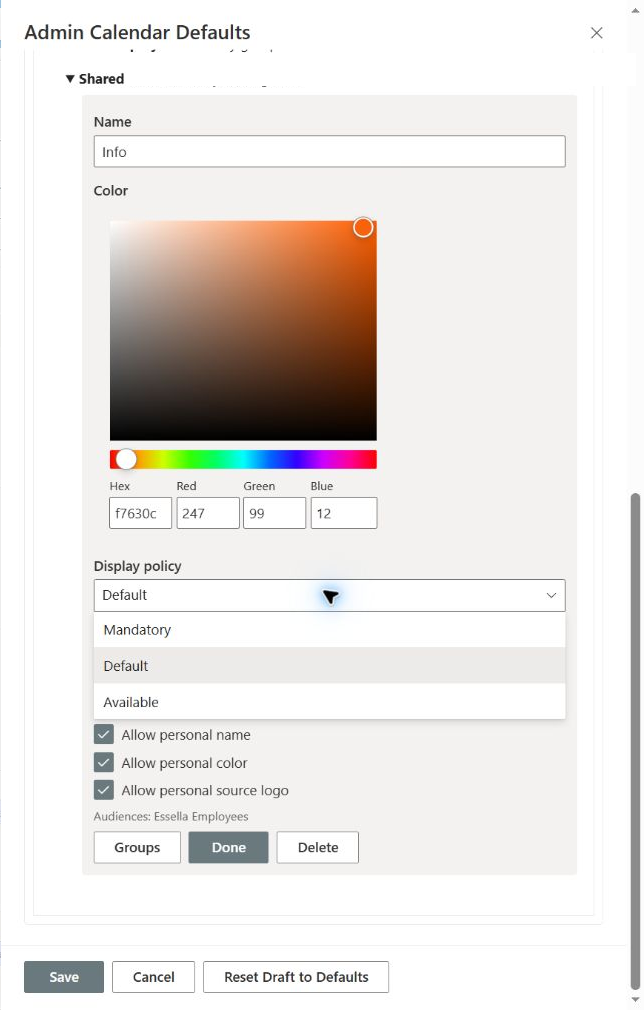 Admin Calendar Defaults
Shared
Name
Info
Color
Hex Red Green Blue
f7630c 247 99 12
Display policy
Default
Mandatory
Default
Available
Allow personal name
Allow personal color
Allow personal source logo
Audiences: Essella Employees
Groups Done Delete
Save Cancel Reset Draft to Defaults